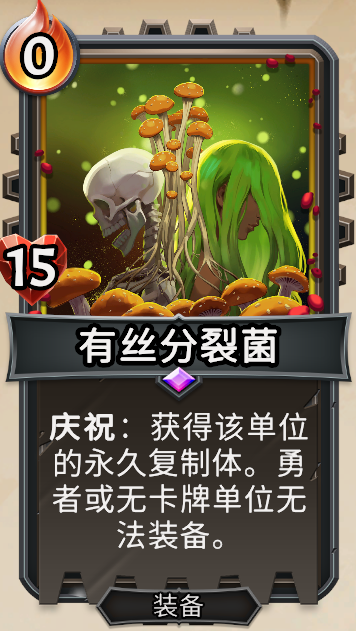 0
15
有丝分裂菌
庆祝：获得该单位
的永久复制体。勇
者或无卡牌单位无
法装备。
装备